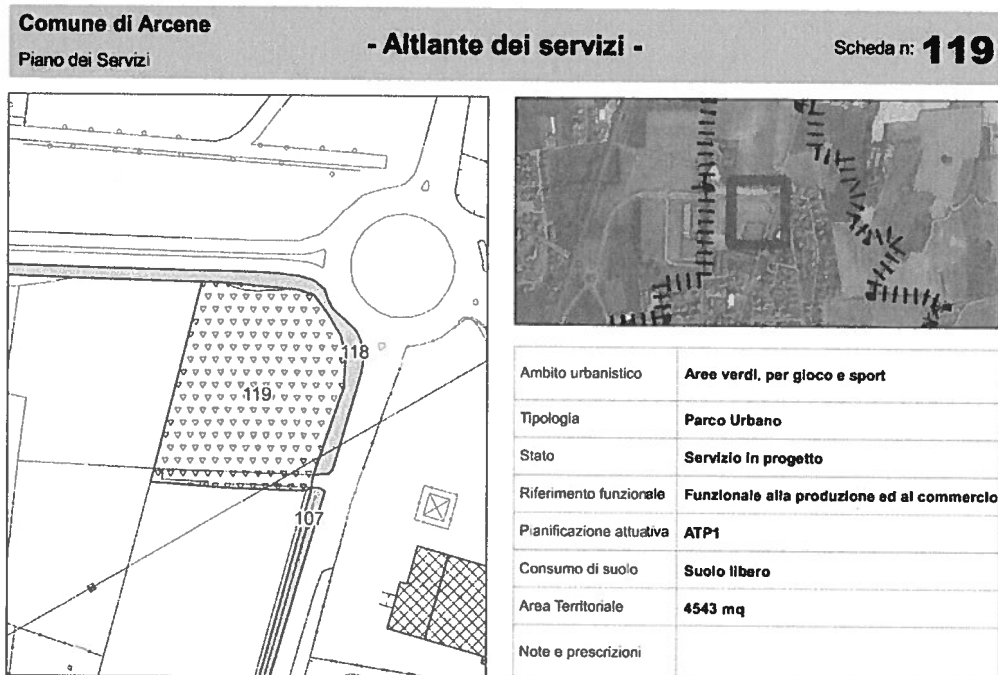 Comune di Arcene
Piano dei Servizi
- Altlante dei servizi -
Scheda n: 119
118
119
107
Ambito urbanistico Aree verdi, per gioco e sport
Tipologia Parco Urbano
Stato Servizio in progetto
Riferimento funzionale Funzionale alla produzione ed al commercio
Pianificazione attuativa ATP1
Consumo di suolo Suolo libero
Area Territoriale 4543 mq
Note e prescrizioni